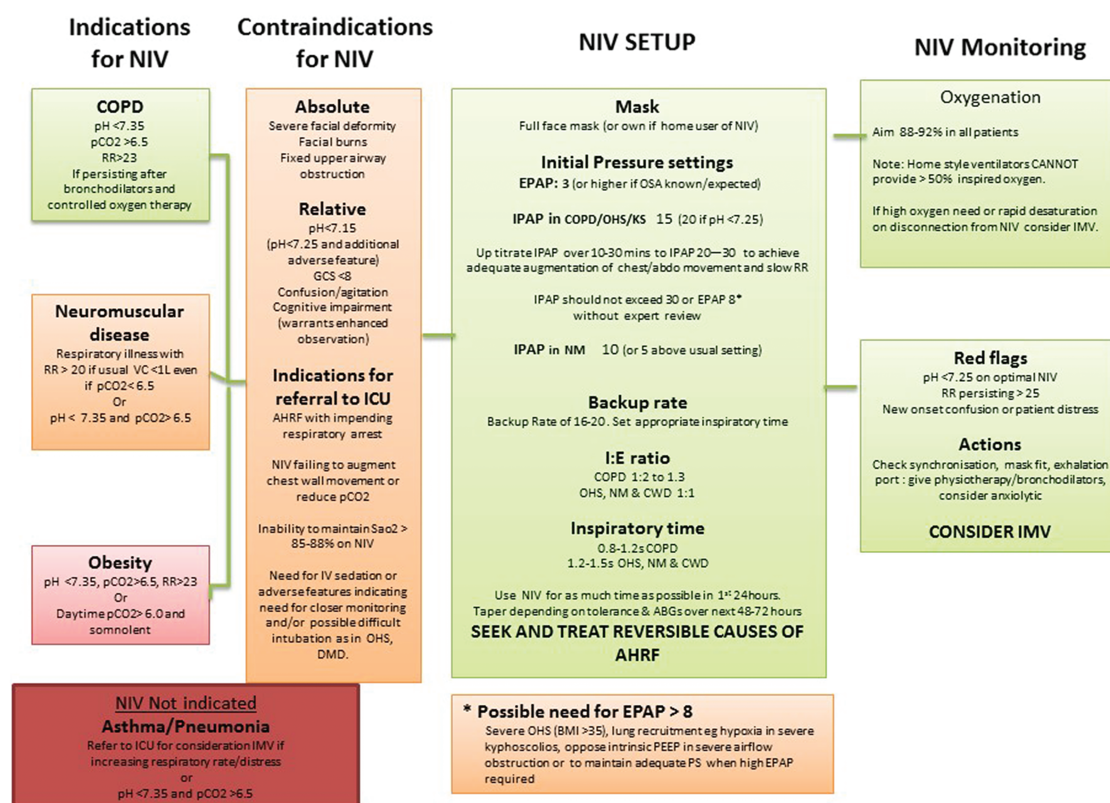 Indications
for NIV
COPD
pH <7.35
pCO2 >6.5
RR>23
If persisting after
bronchodilators and
controlled oxygen therapy
Neuromuscular
disease
Respiratory illness with
RR > 20 if usual VC <1L even
if pCO2< 6.5
Or
pH < 7.35 and pCO2> 6.5
Obesity
pH <7.35, pCO2>6.5, RR>23
Or
Daytime pCO2> 6.0 and
somnolent
NIV Not indicated
Asthma/Pneumonia
Refer to ICU for consideration IMV if
increasing respiratory rate/distress
or
pH <7.35 and pCO2 >6.5
Contraindications
for NIV
Absolute
Severe facial deformity
Facial burns
Fixed upper airway
obstruction
Relative
pH<7.15
(pH<7.25 and additional
adverse feature)
GCS <8
Confusion/agitation
Cognitive impairment
(warrants enhanced
observation)
Indications for
referral to ICU
AHRF with impending
respiratory arrest
NIV failing to augment
chest wall movement or
reduce pCO2
Inability to maintain Sao2 >
85-88% on NIV
Need for IV sedation or
adverse features indicating
need for closer monitoring
and/or possible difficult
intubation as in OHS,
DMD.
NIV SETUP
Mask
Full face mask (or own if home user of NIV)
Initial Pressure settings
EPAP: 3 (or higher if OSA known/expected)
IPAP in COPD/OHS/KS 15 (20 if pH <7.25)
Up titrate IPAP over 10-30 mins to IPAP 20—30 to achieve
adequate augmentation of chest/abdo movement and slow RR
IPAP should not exceed 30 or EPAP 8*
without expert review
IPAP in NM 10 (or 5 above usual setting)
Backup rate
Backup Rate of 16-20. Set appropriate inspiratory time
I:E ratio
COPD 1:2 to 1.3
OHS, NM & CWD 1:1
Inspiratory time
0.8-1.2s COPD
1.2-1.5s OHS, NM & CWD
Use NIV for as much time as possible in 1st 24hours.
Taper depending on tolerance & ABGs over next 48-72 hours
SEEK AND TREAT REVERSIBLE CAUSES OF
AHRF
* Possible need for EPAP > 8
Severe OHS (BMI >35), lung recruitment eg hypoxia in severe
kyphoscolios, oppose intrinsic PEEP in severe airflow
obstruction or to maintain adequate PS when high EPAP
required
NIV Monitoring
Oxygenation
Aim 88-92% in all patients
Note: Home style ventilators CANNOT
provide > 50% inspired oxygen.
If high oxygen need or rapid desaturation
on disconnection from NIV consider IMV.
Red flags
pH <7.25 on optimal NIV
RR persisting > 25
New onset confusion or patient distress
Actions
Check synchronisation, mask fit, exhalation
port : give physiotherapy/bronchodilators,
consider anxiolytic
CONSIDER IMV